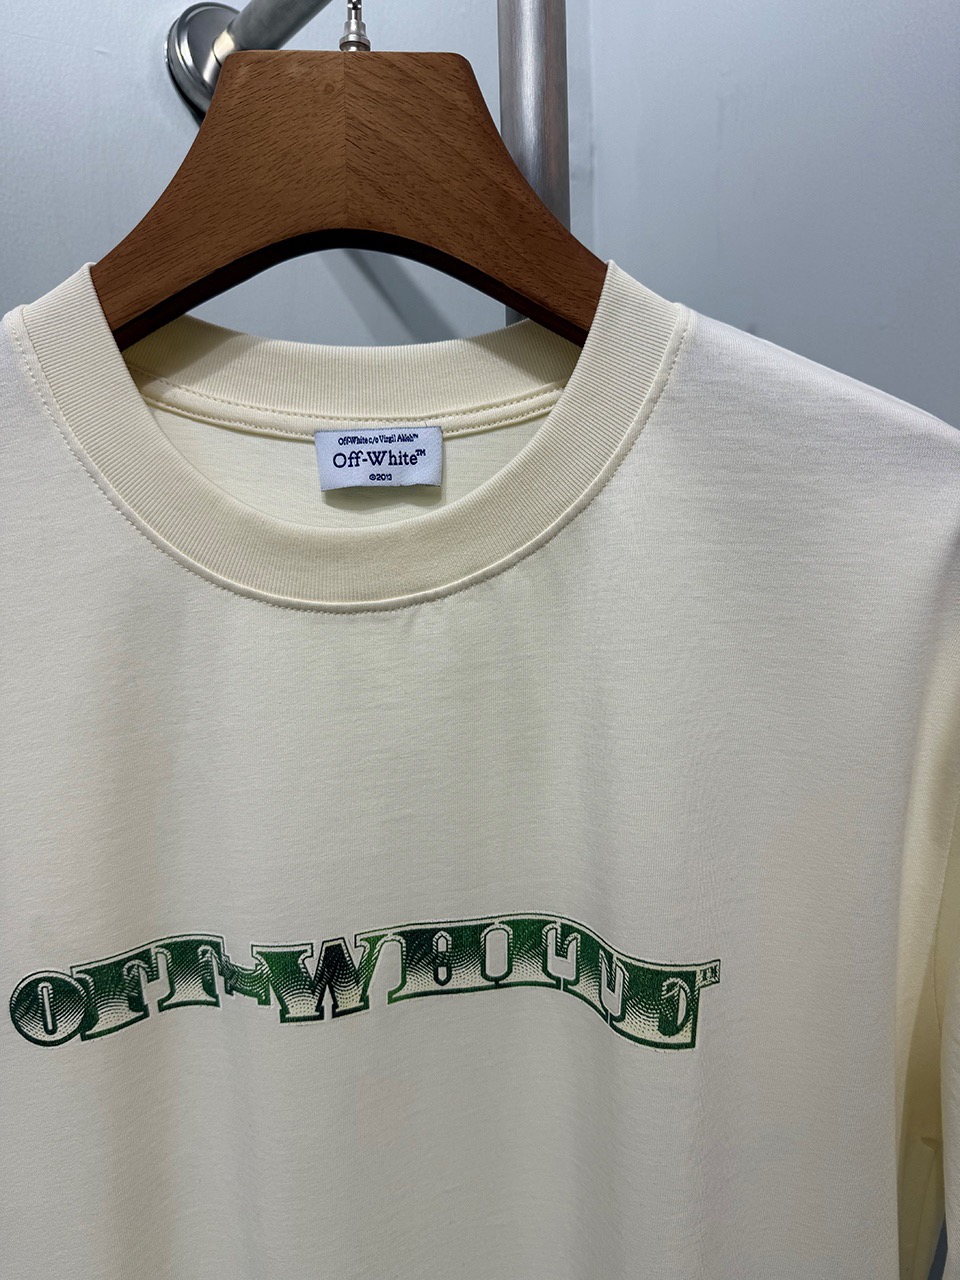 Off-White c/o Virgil Abloh™
Off-White™
©2013
OFF-WHITE™